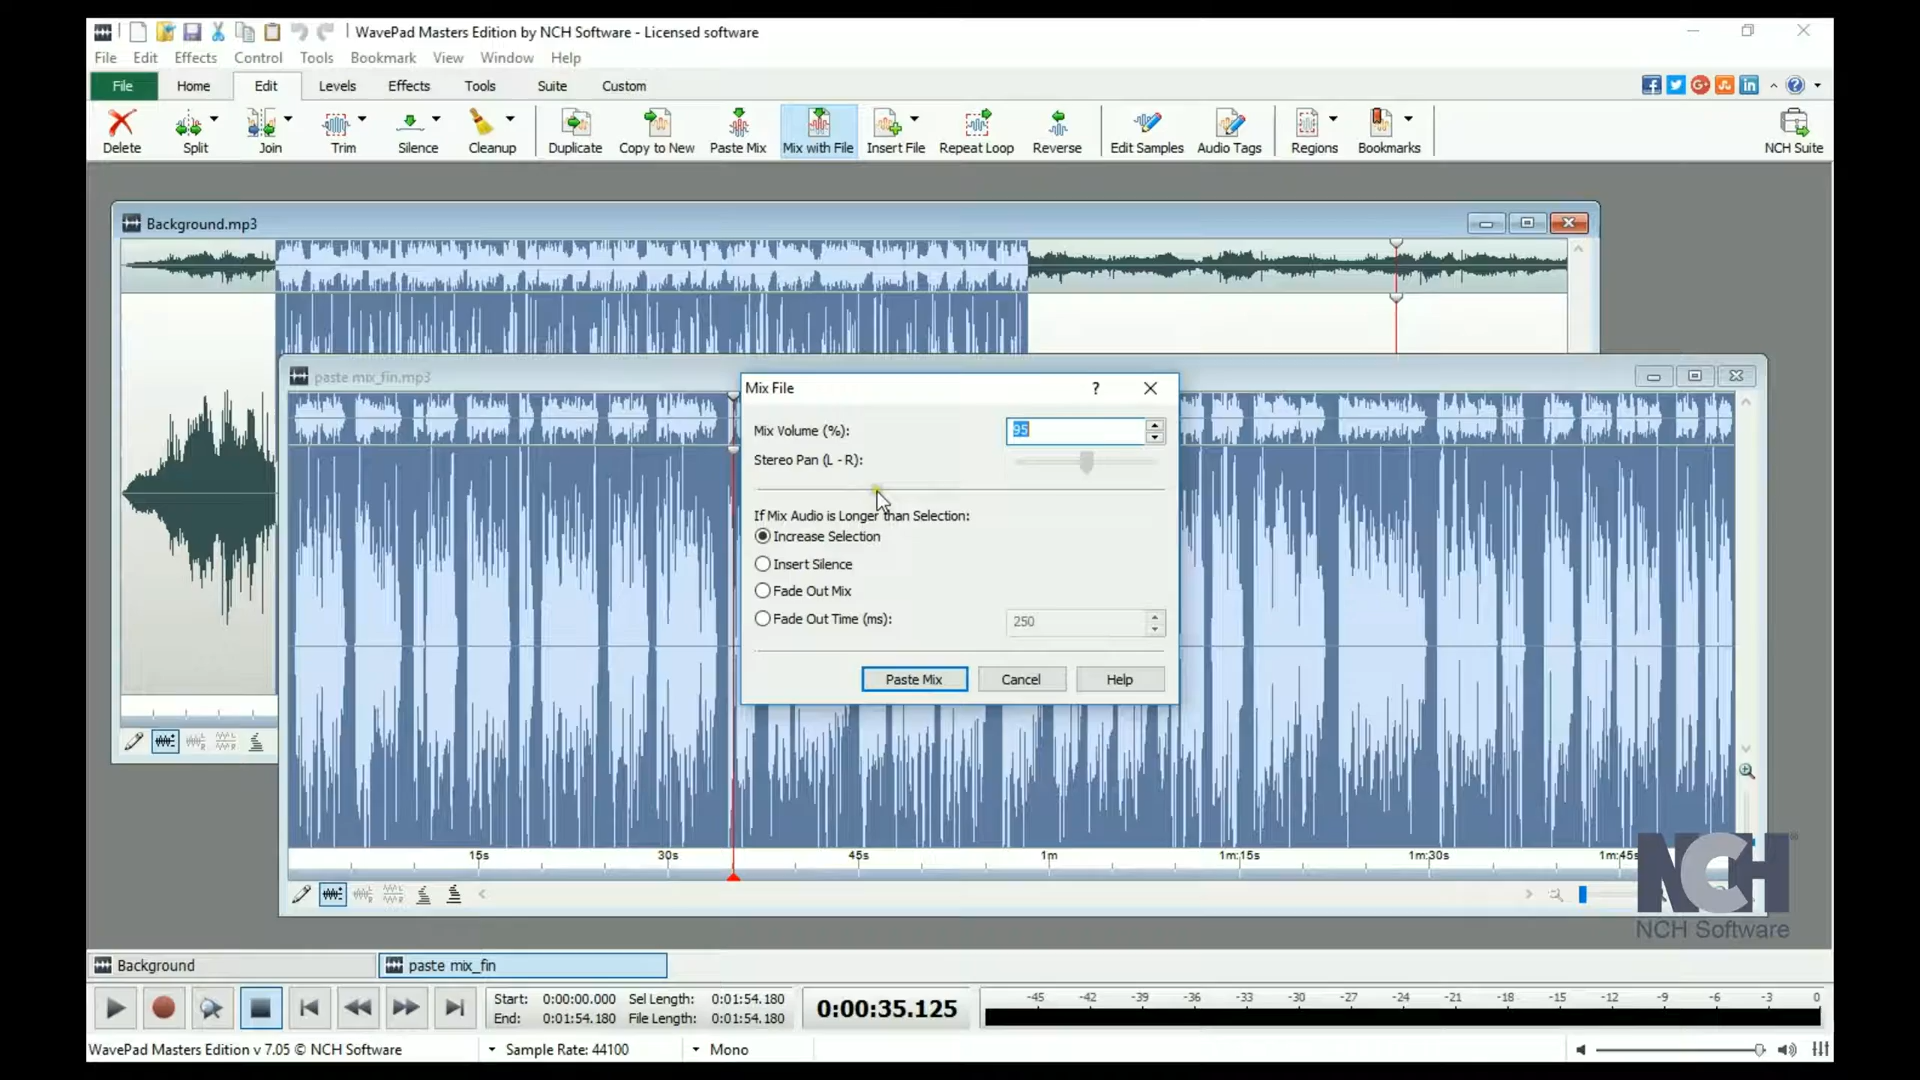 WavePad Masters Edition by NCH Software - Licensed software
File Edit Effects Control Tools Bookmark View Window Help
File Home Edit Levels Effects Tools Suite Custom
Delete Split Join Trim Silence Cleanup Duplicate Copy to New Paste Mix Mix with File Insert File Repeat Loop Reverse Edit Samples Audio Tags Regions Bookmarks NCH Suite
Background.mp3
paste mix_fin.mp3
Mix File
Mix Volume (%): 95
Stereo Pan (L - R):
If Mix Audio is Longer than Selection:
Increase Selection
Insert Silence
Fade Out Mix
Fade Out Time (ms): 250
Paste Mix Cancel Help
15s 30s 45s 1m 1m:15s 1m:30s 1m:45s
NCH
NCH Software
Background paste mix_fin
Start: 0:00:00.000 Sel Length: 0:01:54.180
End: 0:01:54.180 File Length: 0:01:54.180
0:00:35.125
-45 -42 -39 -36 -33 -30 -27 -24 -21 -18 -15 -12 -9 -6 -3 0
WavePad Masters Edition v 7.05 © NCH Software Sample Rate: 44100 Mono